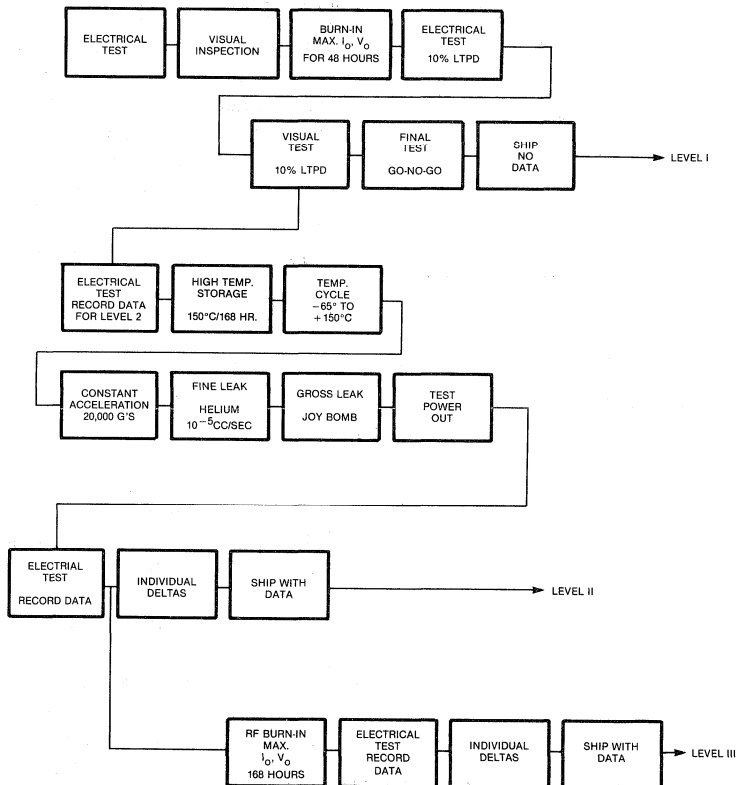 ELECTRICAL
TEST
VISUAL
INSPECTION
BURN-IN
MAX. Io, Vo
FOR 48 HOURS
ELECTRICAL
TEST
10% LTPD
VISUAL
TEST
10% LTPD
FINAL
TEST
GO-NO-GO
SHIP
NO
DATA
LEVEL I
ELECTRICAL
TEST
RECORD DATA
FOR LEVEL 2
HIGH TEMP.
STORAGE
150°C/168 HR.
TEMP.
CYCLE
−65° TO
+150°C
CONSTANT
ACCELERATION
20,000 G'S
FINE LEAK
HELIUM
10⁻⁵CC/SEC
GROSS LEAK
JOY BOMB
TEST
POWER
OUT
ELECTRIAL
TEST
RECORD DATA
INDIVIDUAL
DELTAS
SHIP WITH
DATA
LEVEL II
RF BURN-IN
MAX.
Io, Vo
168 HOURS
ELECTRICAL
TEST
RECORD
DATA
INDIVIDUAL
DELTAS
SHIP WITH
DATA
LEVEL III